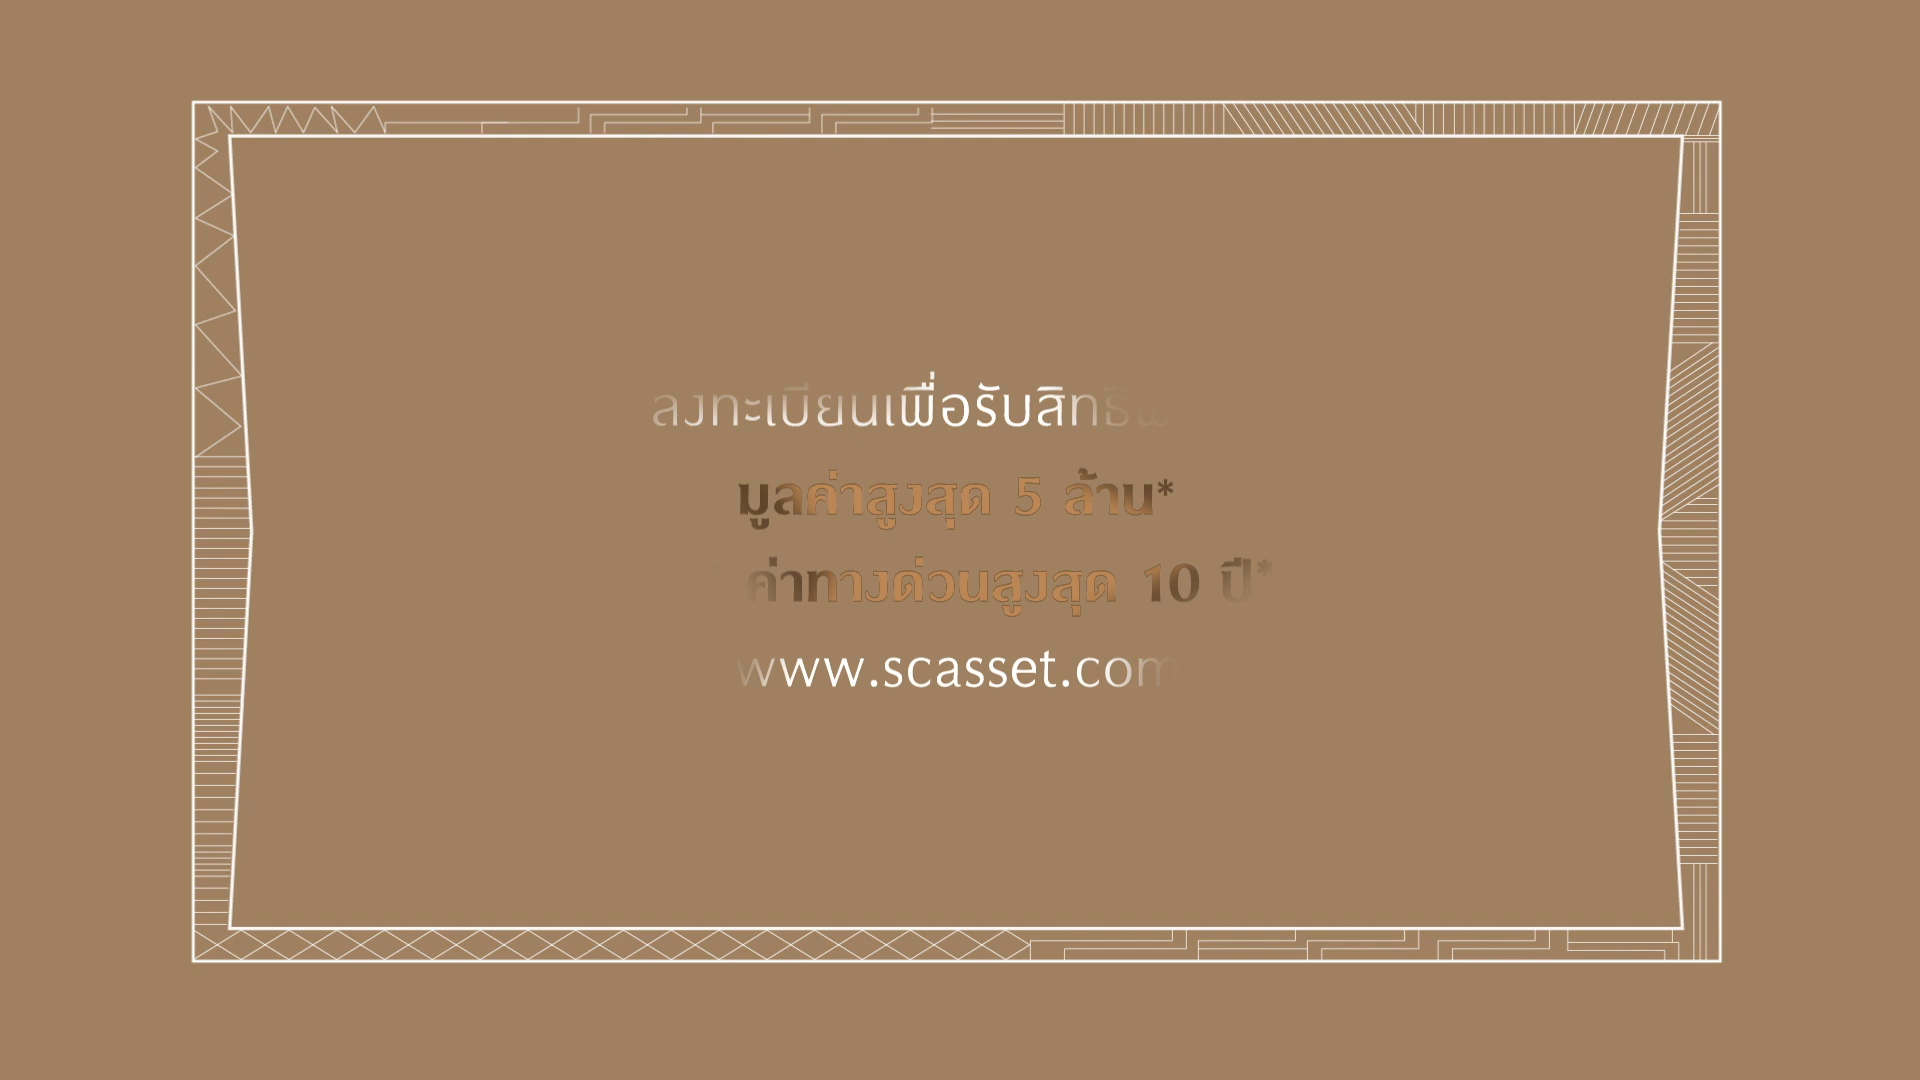 ลงทะเบียนเพื่อรับสิทธิพิ
มูลค่าสูงสุด 5 ล้าน*
ค่าทางด่วนสูงสุด 10 ปี*
www.scasset.com